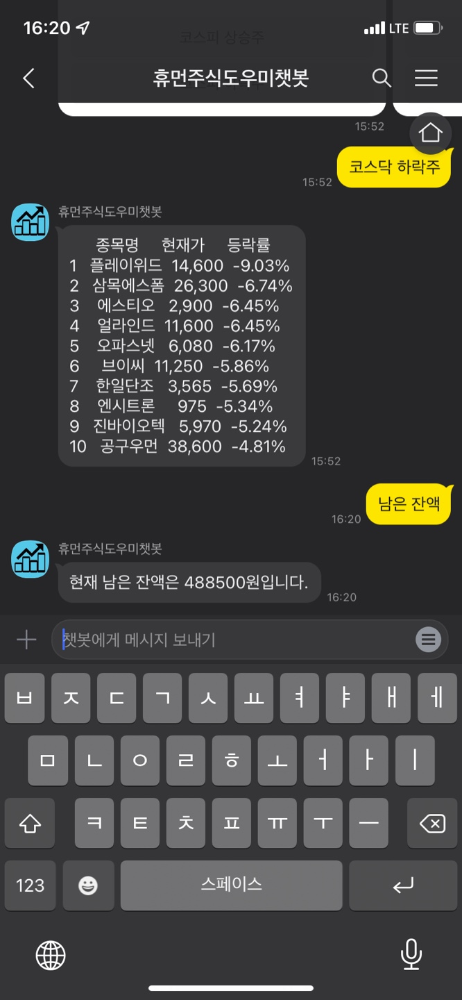 16:20
LTE
코스피 상승주
휴먼주식도우미챗봇
15:52
코스닥 하락주
15:52
휴먼주식도우미챗봇
종목명 현재가 등락률
1 플레이위드 14,600 -9.03%
2 삼목에스폼 26,300 -6.74%
3 에스티오 2,900 -6.45%
4 얼라인드 11,600 -6.45%
5 오파스넷 6,080 -6.17%
6 브이씨 11,250 -5.86%
7 한일단조 3,565 -5.69%
8 엔시트론 975 -5.34%
9 진바이오텍 5,970 -5.24%
10 공구우먼 38,600 -4.81%
15:52
남은 잔액
16:20
휴먼주식도우미챗봇
현재 남은 잔액은 488500원입니다.
16:20
챗봇에게 메시지 보내기
ㅂ ㅈ ㄷ ㄱ ㅅ ㅛ ㅕ ㅑ ㅐ ㅔ
ㅁ ㄴ ㅇ ㄹ ㅎ ㅗ ㅓ ㅏ ㅣ
ㅋ ㅌ ㅊ ㅍ ㅠ ㅜ ㅡ
123 스페이스